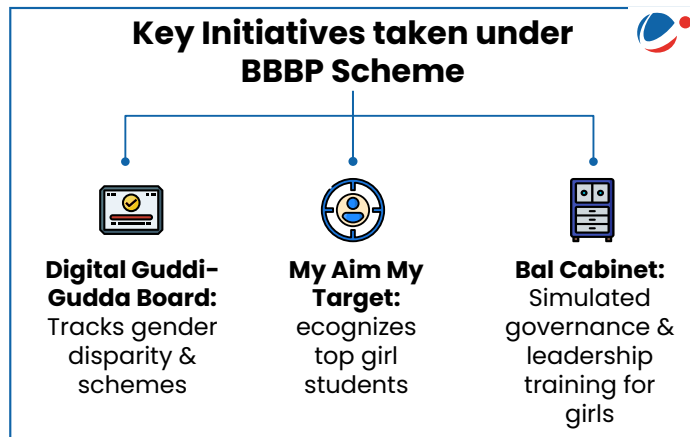 Key Initiatives taken under
BBBP Scheme
Digital Guddi-
Gudda Board:
Tracks gender
disparity &
schemes
My Aim My
Target:
ecognizes
top girl
students
Bal Cabinet:
Simulated
governance &
leadership
training for
girls